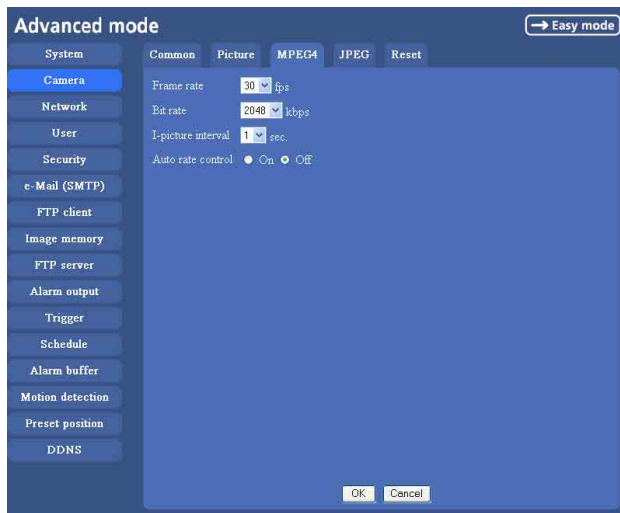 Advanced mode
→ Easy mode
System
Camera
Network
User
Security
e-Mail (SMTP)
FTP client
Image memory
FTP server
Alarm output
Trigger
Schedule
Alarm buffer
Motion detection
Preset position
DDNS
Common Picture MPEG4 JPEG Reset
Frame rate 30 fps
Bit rate 2048 kbps
I-picture interval 1 sec.
Auto rate control On Off
OK Cancel